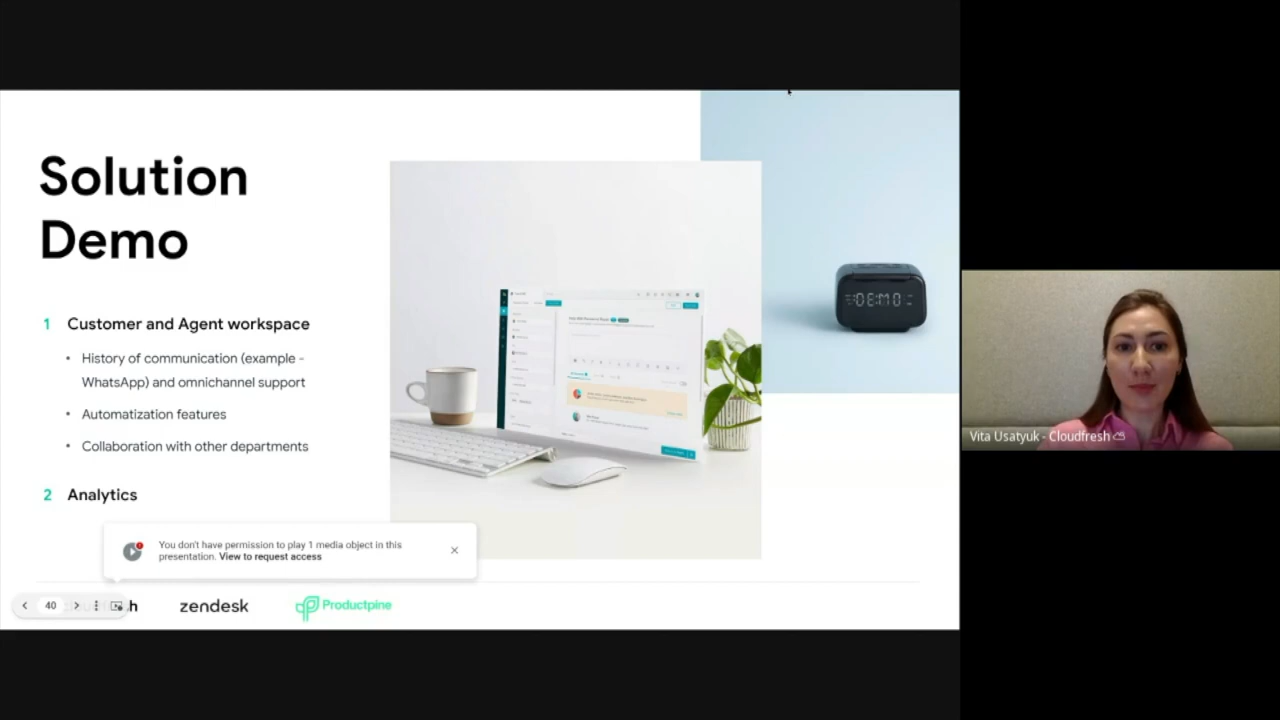 Solution
Demo
1 Customer and Agent workspace
• History of communication (example -
WhatsApp) and omnichannel support
• Automatization features
• Collaboration with other departments
2 Analytics
You don't have permission to play 1 media object in this
presentation. View to request access
40
h
zendesk
Productpine
DEMO
Vita Usatyuk - Cloudfresh